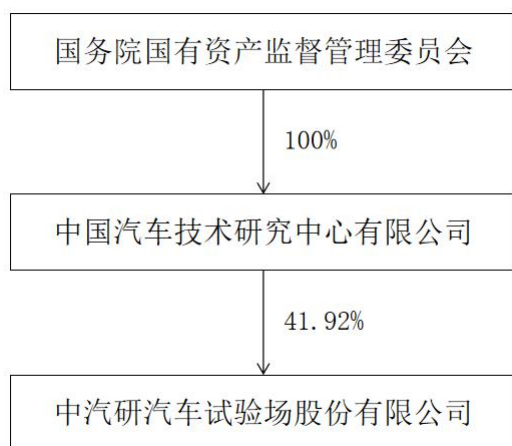 国务院国有资产监督管理委员会
100%
中国汽车技术研究中心有限公司
41.92%
中汽研汽车试验场股份有限公司